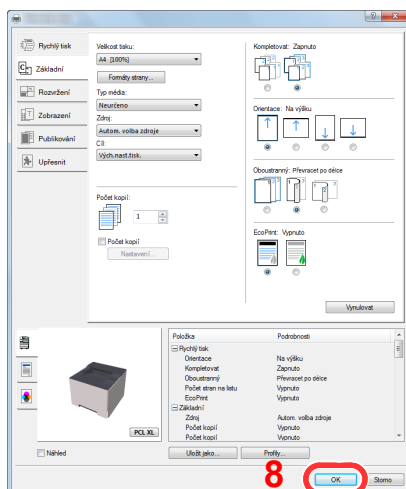 Rychlý tisk
Základní
Rozvržení
Zobrazení
Publikování
Upřesnit
Velikost tisku:
A4 [100%]
Formáty strany...
Typ média:
Neurčeno
Zdroj:
Autom. volba zdroje
Cíl:
Vých.nast.tisk.
Počet kopií:
1
Počet kopií
Nastavení...
Kompletovat: Zapnuto
Orientace: Na výšku
Oboustranný: Převracet po délce
EcoPrint: Vypnuto
Vynulovat
PCL XL
Náhled
Položka Podrobnosti
Rychlý tisk
Orientace Na výšku
Kompletovat Zapnuto
Oboustranný Převracet po délce
Počet stran na listu Vypnuto
EcoPrint Vypnuto
Základní
Zdroj Autom. volba zdroje
Počet kopií Vypnuto
Počet kopií Vypnuto
Uložit jako... Profily...
8
OK Storno